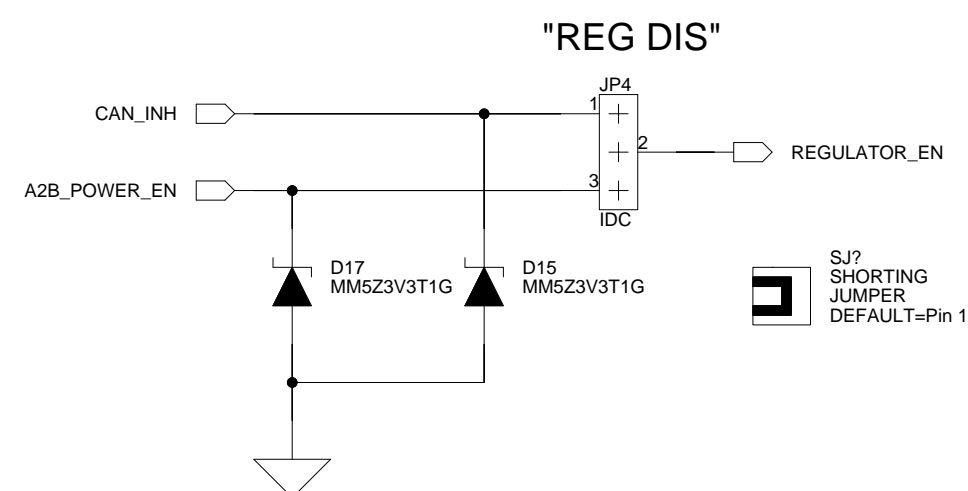 "REG DIS"
JP4
CAN_INH
1
2
REGULATOR_EN
A2B_POWER_EN
3
IDC
D17
MM5Z3V3T1G
D15
MM5Z3V3T1G
SJ?
SHORTING
JUMPER
DEFAULT=Pin 1